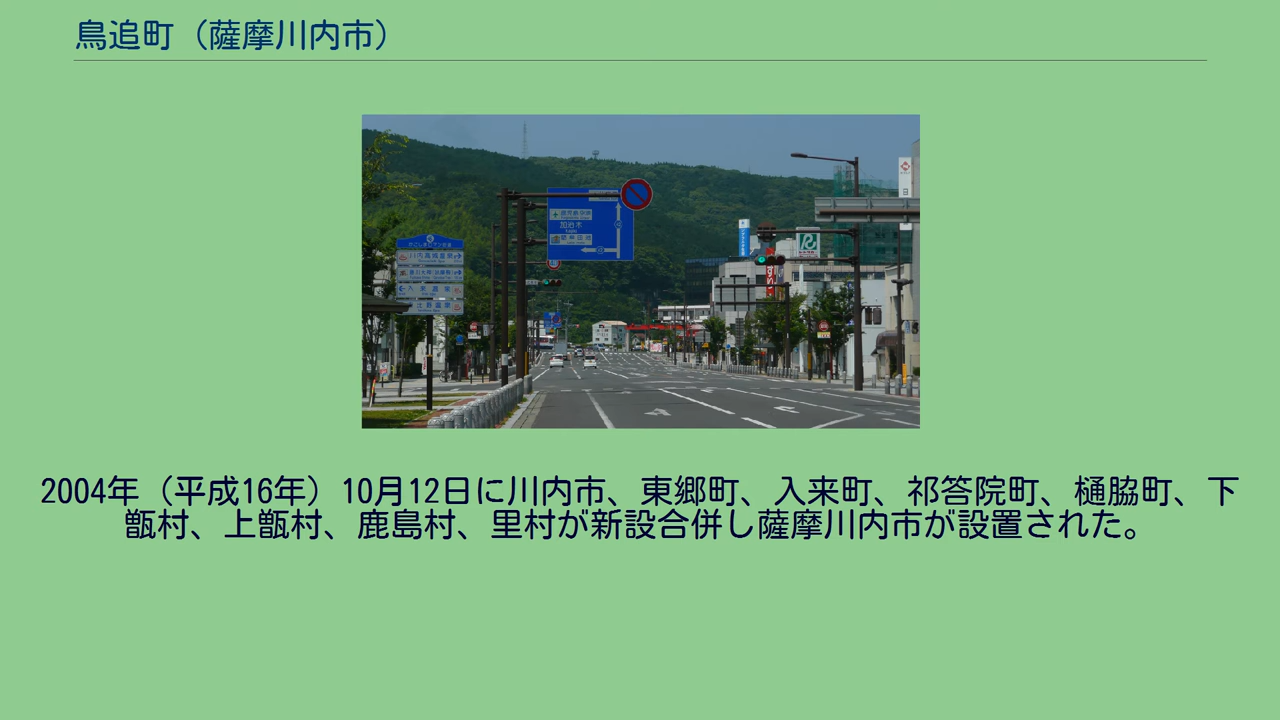 鳥追町（薩摩川内市）
加治木
2004年（平成16年）10月12日に川内市、東郷町、入来町、祁答院町、樋脇町、下
甑村、上甑村、鹿島村、里村が新設合併し薩摩川内市が設置された。